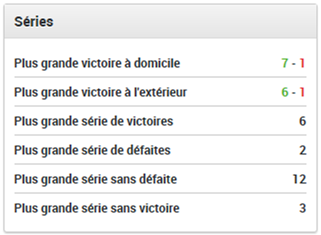 Séries
Plus grande victoire à domicile 7 - 1
Plus grande victoire à l'extérieur 6 - 1
Plus grande série de victoires 6
Plus grande série de défaites 2
Plus grande série sans défaite 12
Plus grande série sans victoire 3